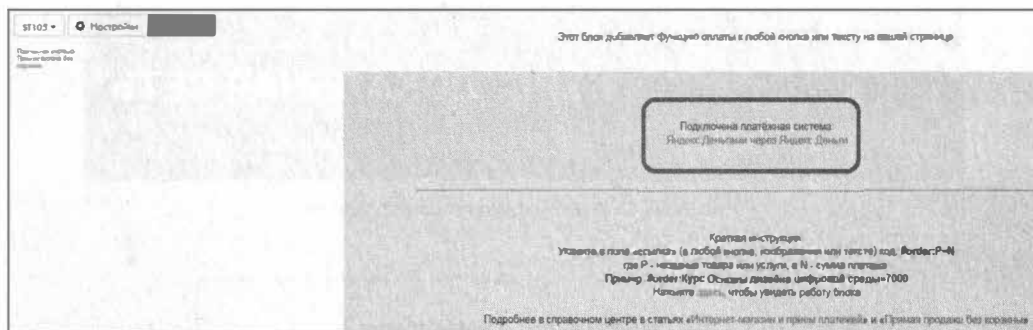 ST105
Настройки
Этот блок добавляет функцию оплаты к любой кнопке или тексту на вашей странице
Подключена платёжная система:
Яндекс.Деньгами через Яндекс.Деньги
Краткая инструкция
Укажите в поле «ссылка» (в любой кнопке, изображении или тексте) код, #order:P=N
где P - название товара или услуги, а N - сумма платежа
Пример: #order:Курс Основы дизайна цифровой среды=7000
Нажмите здесь, чтобы увидеть работу блока
Подробнее в справочном центре в статьях «Интернет-магазин и прием платежей» и «Прямая продажа без корзины»